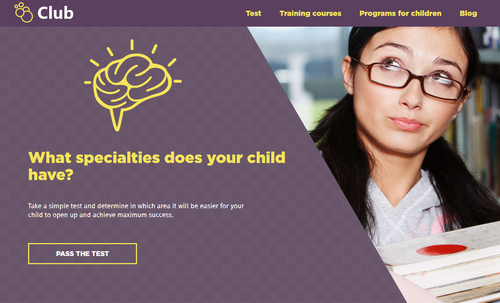 Club
Test Training courses Programs for children Blog
What specialties does your child
have?
Take a simple test and determine in which area it will be easier for your
child to open up and achieve maximum success.
PASS THE TEST